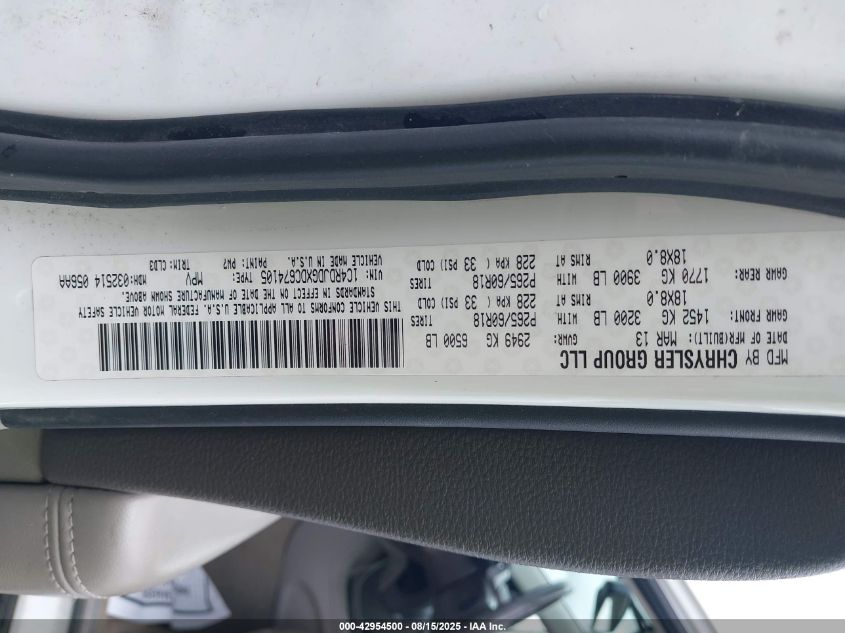 MFD BY CHRYSLER GROUP LLC
DATE OF MFR(BUILT): MAR 13 GVWR: 2949 KG 6500 LB
GAWR FRONT: 1452 KG 3200 LB WITH TIRES P265/60R18
RIMS AT 18X8.0 228 KPA ( 33 PSI) COLD
GAWR REAR: 1770 KG 3900 LB WITH TIRES P265/60R18
RIMS AT 18X8.0 228 KPA ( 33 PSI) COLD
THIS VEHICLE CONFORMS TO ALL APPLICABLE U.S.A. FEDERAL MOTOR VEHICLE SAFETY
STANDARDS IN EFFECT ON THE DATE OF MANUFACTURE SHOWN ABOVE.
VIN: 1C4RDJDGXDC674105 TYPE: MPV MDH: 032514 056AA
VEHICLE MADE IN U.S.A. PAINT: PW7 TRIM: CLD3
000-42954500 - 08/15/2025 - IAA Inc.